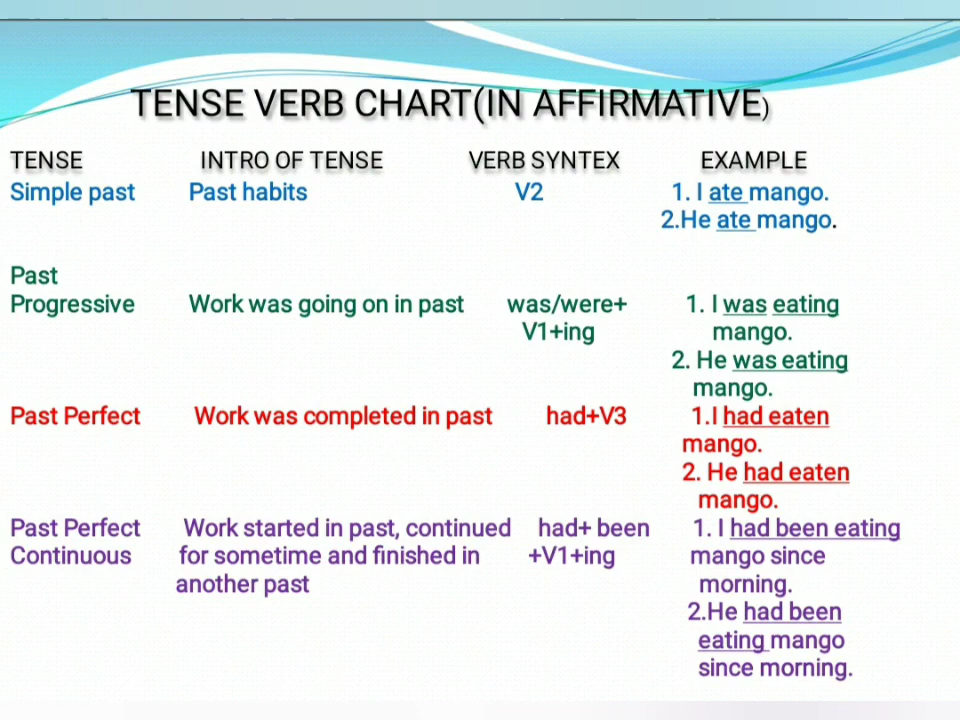 TENSE VERB CHART(IN AFFIRMATIVE)
TENSE INTRO OF TENSE VERB SYNTEX EXAMPLE
Simple past Past habits V2 1. I ate mango.
2.He ate mango.
Past
Progressive Work was going on in past was/were+ 1. I was eating
V1+ing mango.
2. He was eating
mango.
Past Perfect Work was completed in past had+V3 1.I had eaten
mango.
2. He had eaten
mango.
Past Perfect Work started in past, continued had+ been 1. I had been eating
Continuous for sometime and finished in +V1+ing mango since
another past morning.
2.He had been
eating mango
since morning.